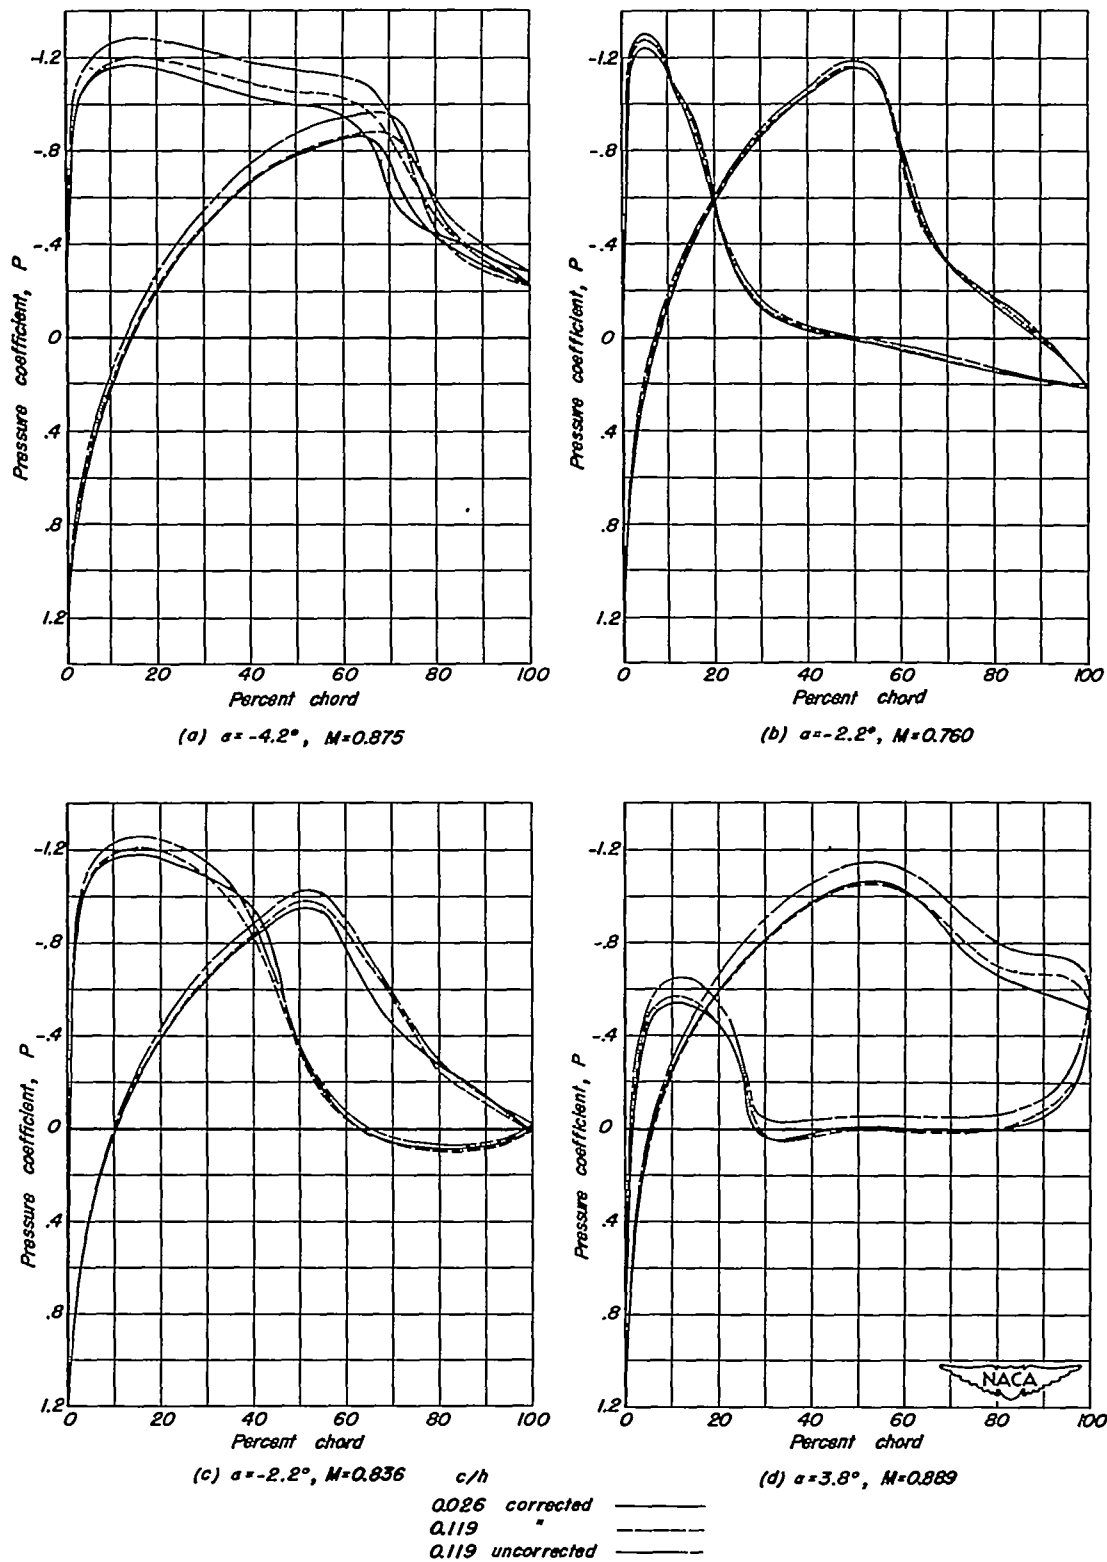 -1.2
-.8
-.4
0
.4
.8
1.2
Pressure coefficient, P
0 20 40 60 80 100
Percent chord
(a) α= -4.2°, M=0.875
-1.2
-.8
-.4
0
.4
.8
1.2
Pressure coefficient, P
0 20 40 60 80 100
Percent chord
(b) α=-2.2°, M=0.760
-1.2
-.8
-.4
0
.4
.8
1.2
Pressure coefficient, P
0 20 40 60 80 100
Percent chord
(c) α=-2.2°, M=0.836
-1.2
-.8
-.4
0
.4
.8
1.2
Pressure coefficient, P
NACA
0 20 40 60 80 100
Percent chord
(d) α=3.8°, M=0.889
c/h
0.026 corrected
0.119 "
0.119 uncorrected